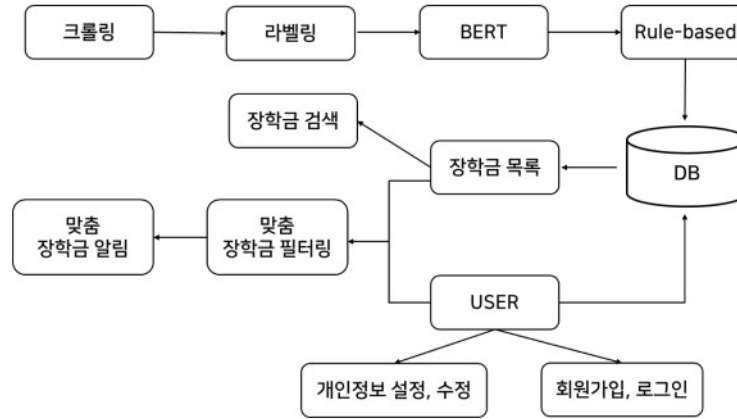 크롤링
라벨링
BERT
Rule-based
장학금 검색
장학금 목록
DB
맞춤
장학금 알림
맞춤
장학금 필터링
USER
개인정보 설정, 수정
회원가입, 로그인